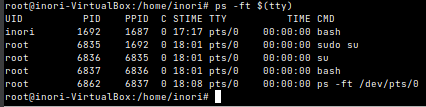 root@inori-VirtualBox:/home/inori# ps -ft $(tty)
UID PID PPID C STIME TTY TIME CMD
inori 1692 1687 0 17:17 pts/0 00:00:00 bash
root 6835 1692 0 18:01 pts/0 00:00:00 sudo su
root 6836 6835 0 18:01 pts/0 00:00:00 su
root 6837 6836 0 18:01 pts/0 00:00:00 bash
root 6862 6837 0 18:08 pts/0 00:00:00 ps -ft /dev/pts/0
root@inori-VirtualBox:/home/inori#